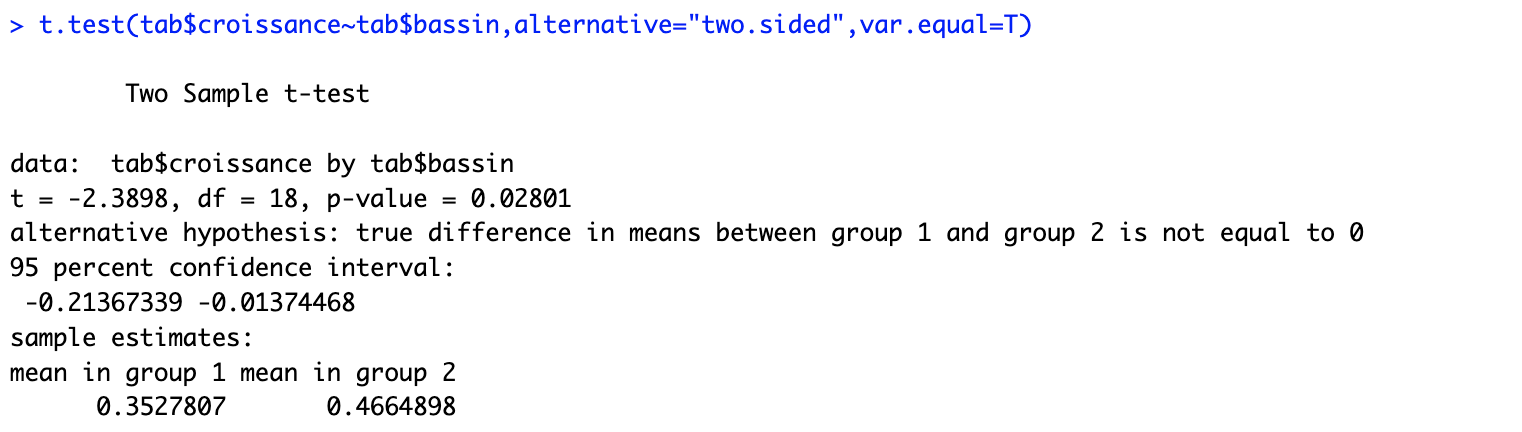 > t.test(tab$croissance~tab$bassin,alternative="two.sided",var.equal=T)
Two Sample t-test
data:  tab$croissance by tab$bassin
t = -2.3898, df = 18, p-value = 0.02801
alternative hypothesis: true difference in means between group 1 and group 2 is not equal to 0
95 percent confidence interval:
-0.21367339 -0.01374468
sample estimates:
mean in group 1 mean in group 2
0.3527807       0.4664898